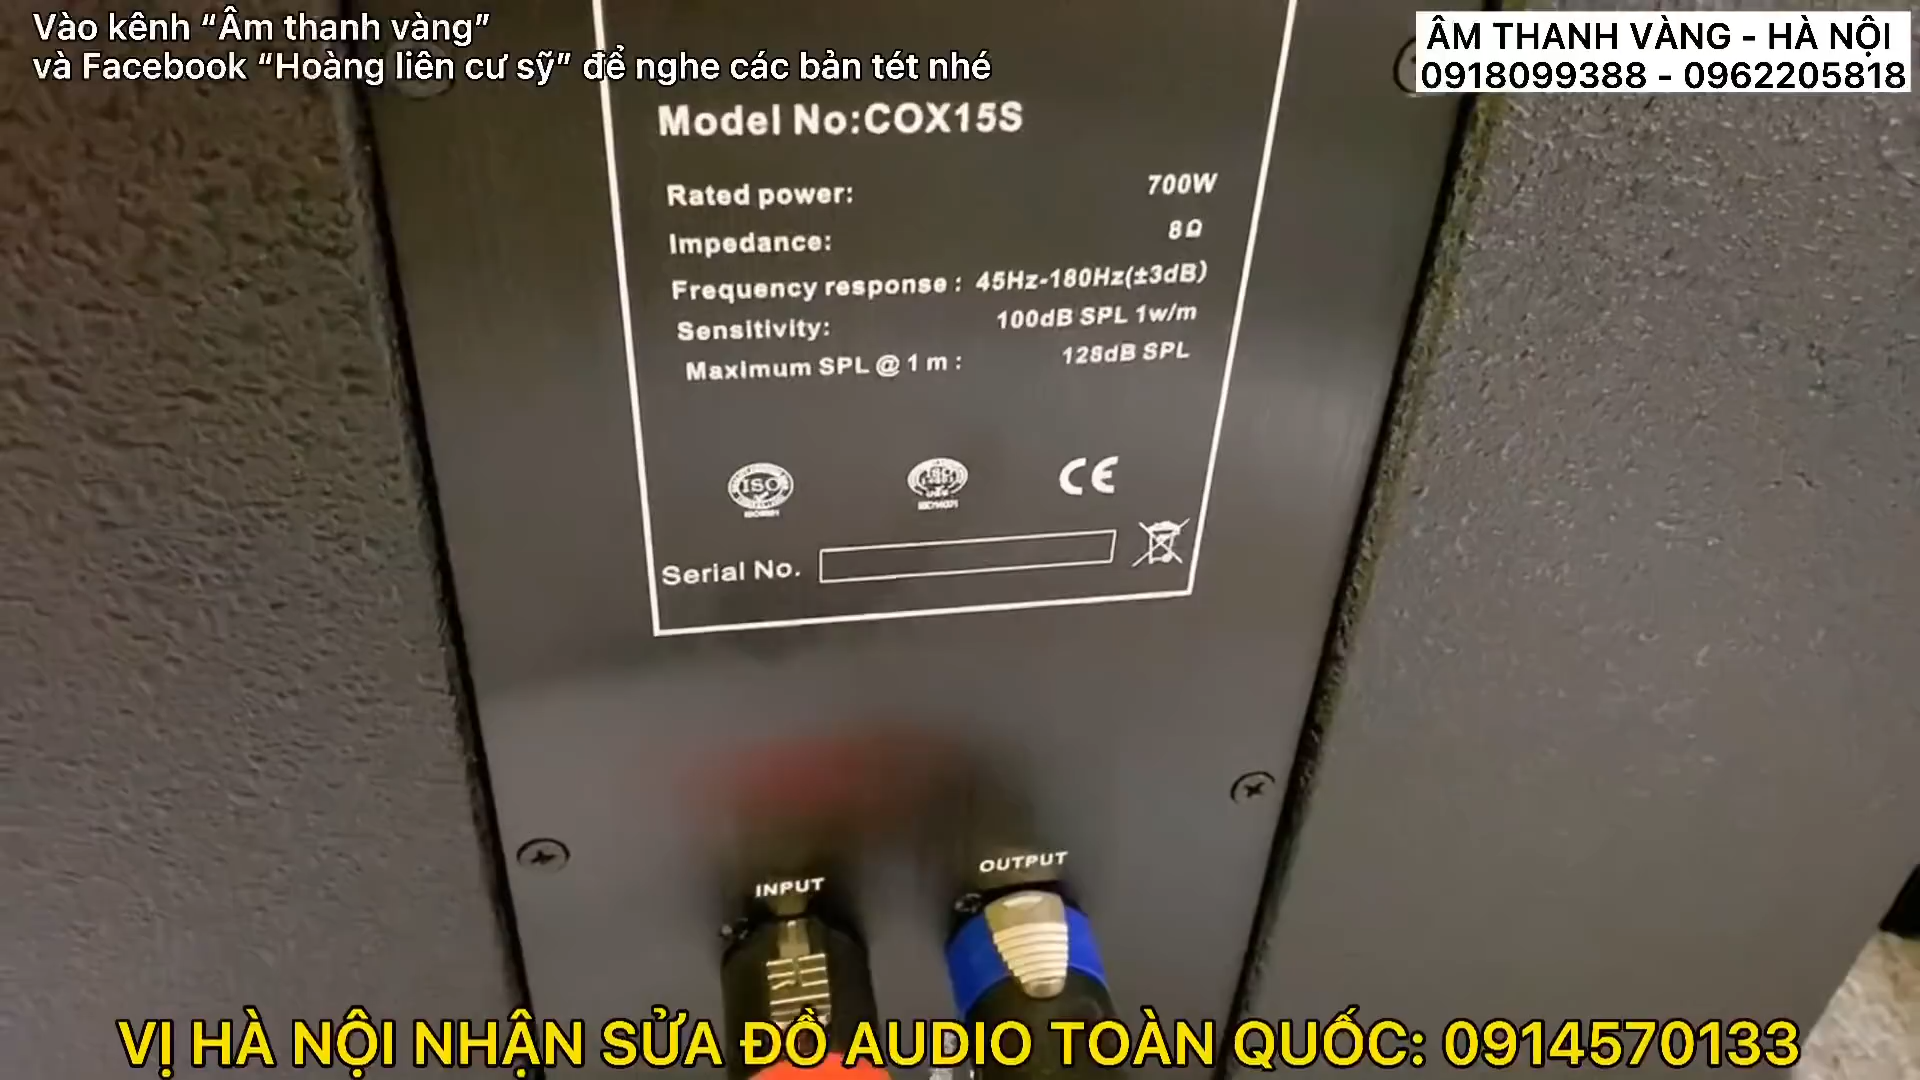 Vào kênh “Âm thanh vàng”
và Facebook “Hoàng liên cư sỹ” để nghe các bản tét nhé
ÂM THANH VÀNG - HÀ NỘI
0918099388 - 0962205818
Model No:COX15S
Rated power: 700W
Impedance: 8Ω
Frequency response : 45Hz-180Hz(±3dB)
Sensitivity: 100dB SPL 1w/m
Maximum SPL @ 1 m : 128dB SPL
ISO
ISO
CE
Serial No.
INPUT
OUTPUT
VỊ HÀ NỘI NHẬN SỬA ĐỒ AUDIO TOÀN QUỐC: 0914570133